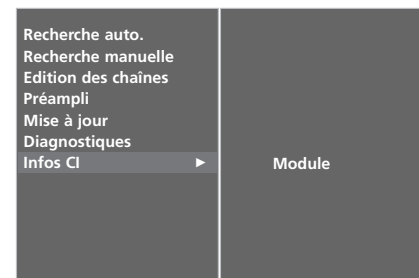 Recherche auto.
Recherche manuelle
Edition des chaînes
Préampli
Mise à jour
Diagnostiques
Infos CI ►
Module